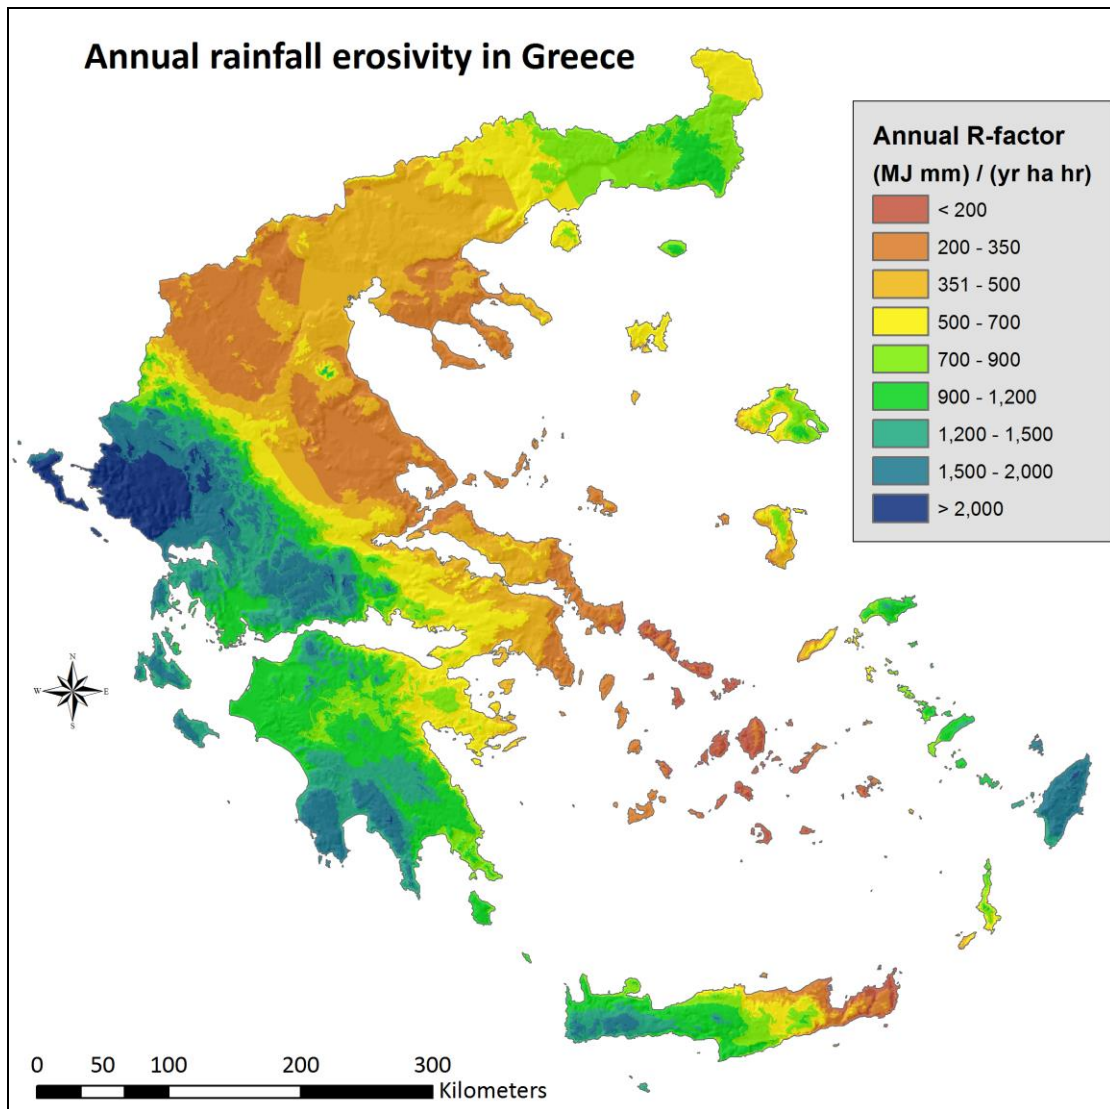 Annual rainfall erosivity in Greece
Annual R-factor
(MJ mm) / (yr ha hr)
< 200
200 - 350
351 - 500
500 - 700
700 - 900
900 - 1,200
1,200 - 1,500
1,500 - 2,000
> 2,000
N
W E
S
0 50 100 200 300
Kilometers